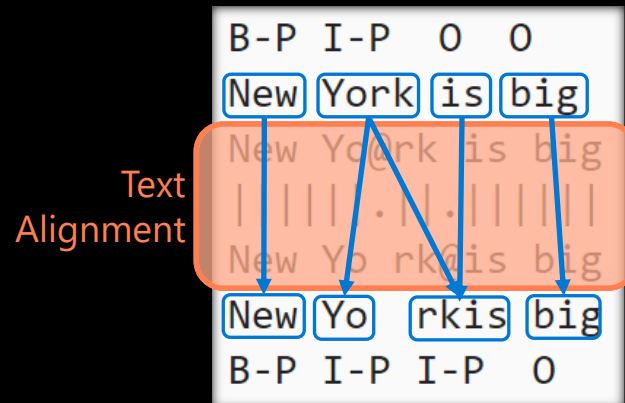 B-P I-P O O
New York is big
New Yo@rk is big
Text Alignment
||||||.||.||||||
New Yo rk@is big
New Yo rkis big
B-P I-P I-P O